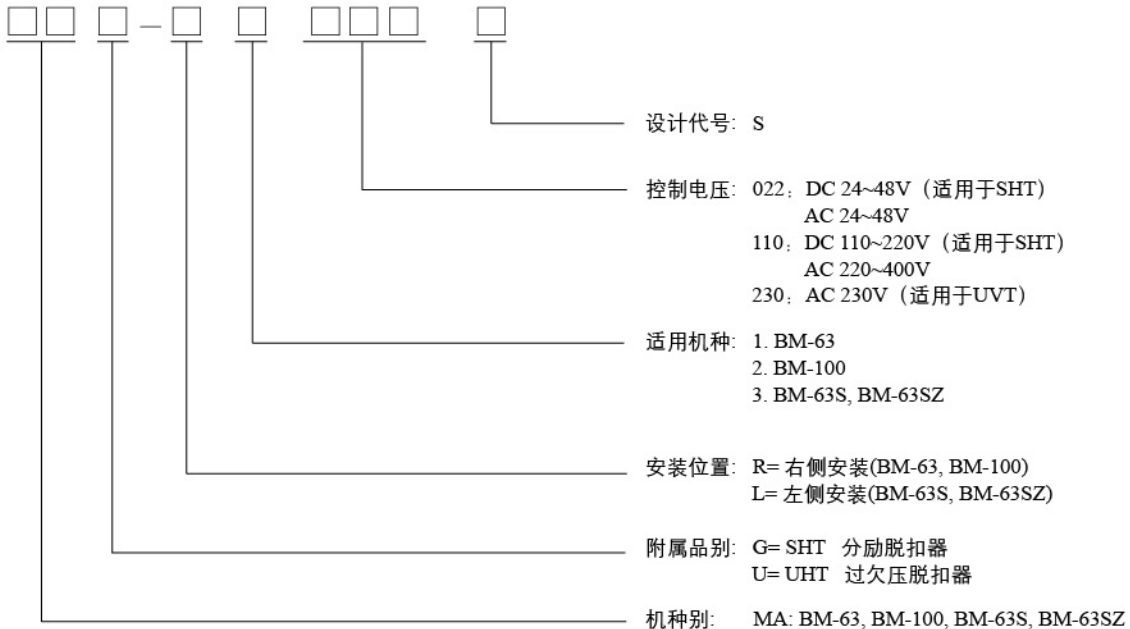 设计代号: S
控制电压: 022: DC 24~48V (适用于SHT)
AC 24~48V
110: DC 110~220V (适用于SHT)
AC 220~400V
230: AC 230V (适用于UVT)
适用机种: 1. BM-63
2. BM-100
3. BM-63S, BM-63SZ
安装位置: R= 右侧安装(BM-63, BM-100)
L= 左侧安装(BM-63S, BM-63SZ)
附属品别: G= SHT 分励脱扣器
U= UHT 过欠压脱扣器
机种别: MA: BM-63, BM-100, BM-63S, BM-63SZ